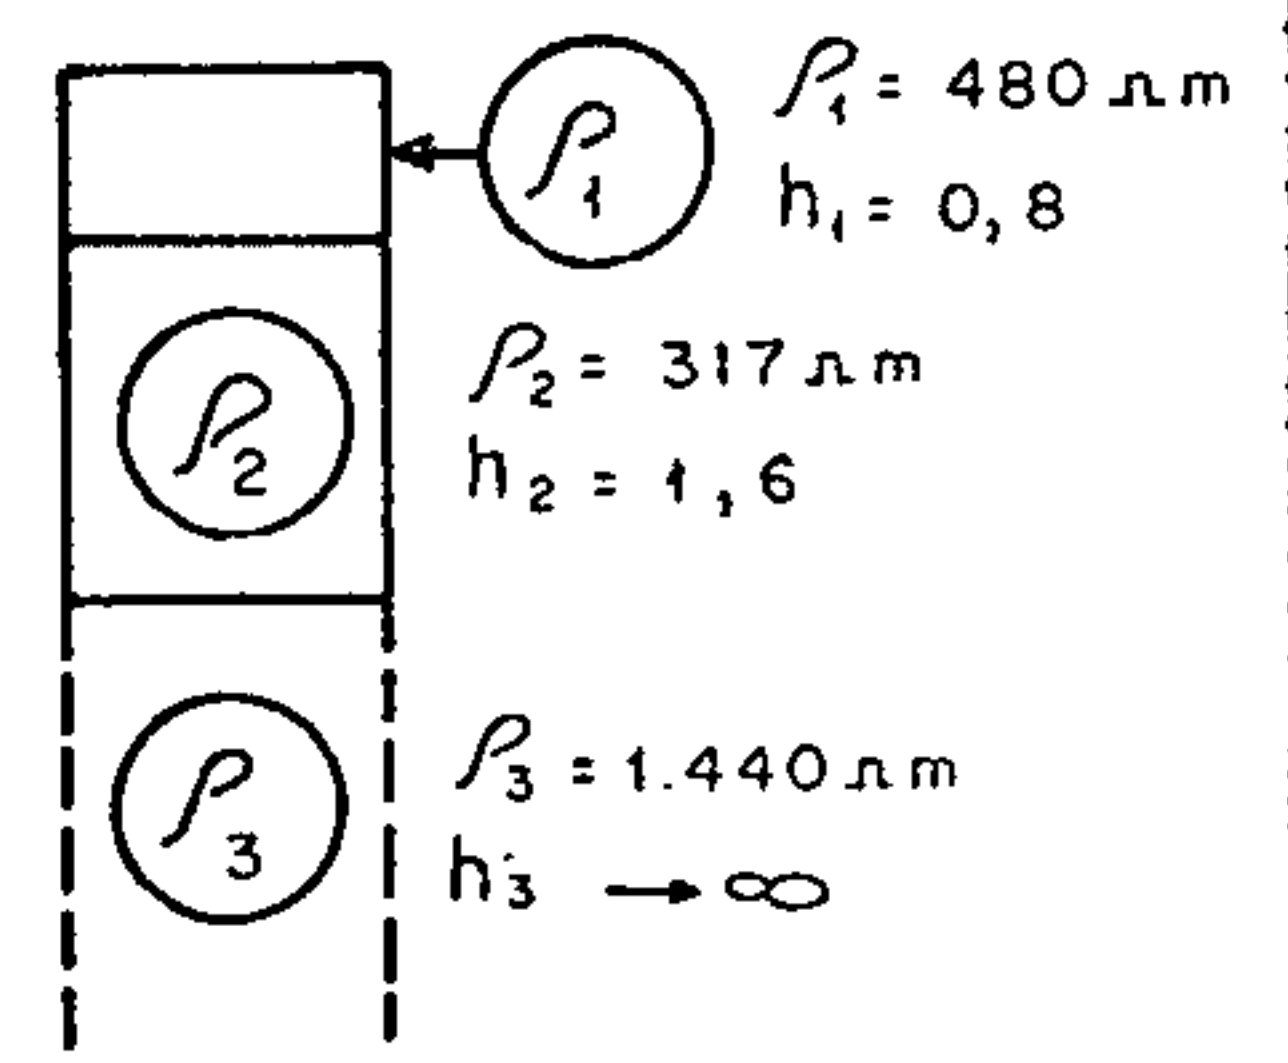 ρ1
ρ1 = 480 Ωm
h1 = 0,8
ρ2
ρ2 = 317 Ωm
h2 = 1,6
ρ3
ρ3 = 1.440 Ωm
h3 → ∞